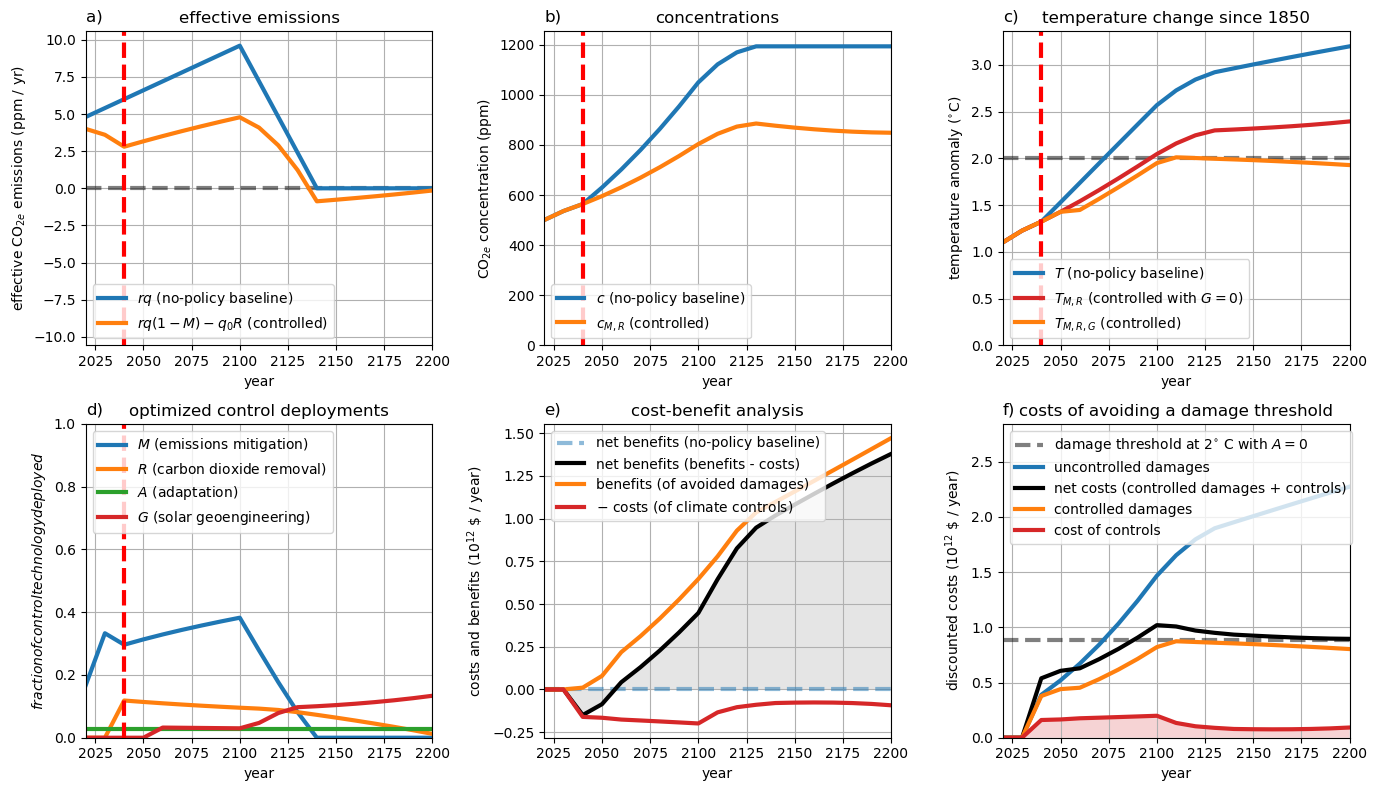 a) effective emissions
effective CO₂ₑ emissions (ppm / yr)
10.0
7.5
5.0
2.5
0.0
−2.5
−5.0
−7.5
−10.0
rq (no-policy baseline)
rq(1 − M) − q₀R (controlled)
2025 2050 2075 2100 2125 2150 2175 2200
year
b) concentrations
CO₂ₑ concentration (ppm)
1200
1000
800
600
400
200
0
c (no-policy baseline)
c_{M,R} (controlled)
2025 2050 2075 2100 2125 2150 2175 2200
year
c) temperature change since 1850
temperature anomaly (°C)
3.0
2.5
2.0
1.5
1.0
0.5
0.0
T (no-policy baseline)
T_{M,R} (controlled with G = 0)
T_{M,R,G} (controlled)
2025 2050 2075 2100 2125 2150 2175 2200
year
d) optimized control deployments
fractionofcontroltechnologydeployed
1.0
0.8
0.6
0.4
0.2
0.0
M (emissions mitigation)
R (carbon dioxide removal)
A (adaptation)
G (solar geoengineering)
2025 2050 2075 2100 2125 2150 2175 2200
year
e) cost-benefit analysis
costs and benefits (10¹² $ / year)
1.50
1.25
1.00
0.75
0.50
0.25
0.00
−0.25
net benefits (no-policy baseline)
net benefits (benefits - costs)
benefits (of avoided damages)
− costs (of climate controls)
2025 2050 2075 2100 2125 2150 2175 2200
year
f) costs of avoiding a damage threshold
discounted costs (10¹² $ / year)
2.5
2.0
1.5
1.0
0.5
0.0
damage threshold at 2° C with A = 0
uncontrolled damages
net costs (controlled damages + controls)
controlled damages
cost of controls
2025 2050 2075 2100 2125 2150 2175 2200
year